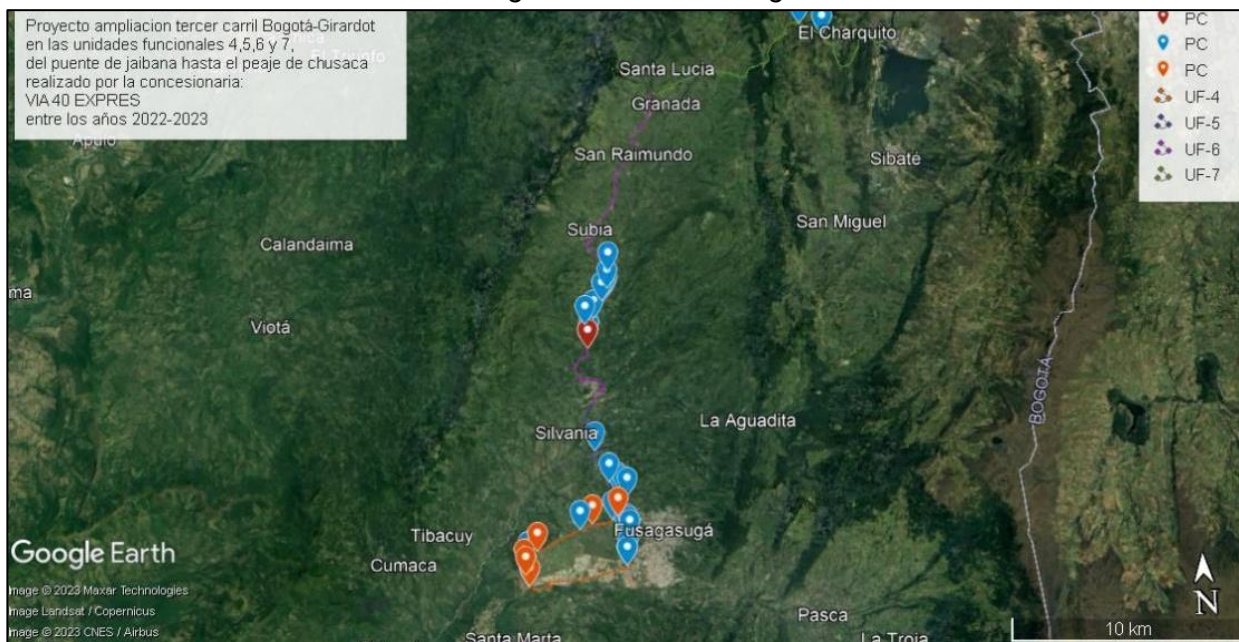 Proyecto ampliacion tercer carril Bogotá-Girardot
en las unidades funcionales 4,5,6 y 7,
del puente de jaibana hasta el peaje de chusaca
realizado por la concesionaria:
VIA 40 EXPRES
entre los años 2022-2023
PC
PC
PC
UF-4
UF-5
UF-6
UF-7
El Charquito
Santa Lucia
Granada
Apulo
San Raimundo
Sibaté
San Miguel
Subia
Calandaima
Viotá
BOGOTÁ
La Aguadita
Silvania
Fusagasugá
Tibacuy
Cumaca
Google Earth
Image © 2023 Maxar Technologies
Image Landsat / Copernicus
Image © 2023 CNES / Airbus
Pasca
Santa Marta
La Troja
N
10 km